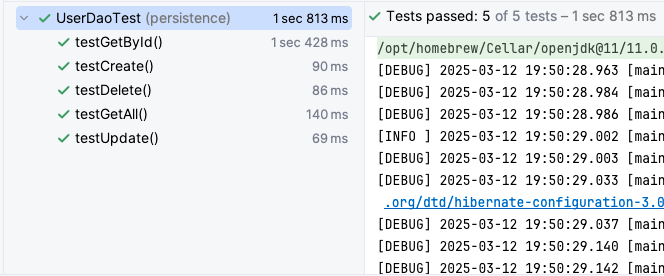 UserDaoTest (persistence) 1 sec 813 ms
testGetById() 1 sec 428 ms
testCreate() 90 ms
testDelete() 86 ms
testGetAll() 140 ms
testUpdate() 69 ms
Tests passed: 5 of 5 tests – 1 sec 813 ms
/opt/homebrew/Cellar/openjdk@11/11.0.
[DEBUG] 2025-03-12 19:50:28.963 [main
[DEBUG] 2025-03-12 19:50:28.984 [main
[DEBUG] 2025-03-12 19:50:28.986 [main
[INFO ] 2025-03-12 19:50:29.002 [main
[DEBUG] 2025-03-12 19:50:29.003 [main
[DEBUG] 2025-03-12 19:50:29.033 [main
.org/dtd/hibernate-configuration-3.0
[DEBUG] 2025-03-12 19:50:29.037 [main
[DEBUG] 2025-03-12 19:50:29.140 [main
[DEBUG] 2025-03-12 19:50:29.142 [main